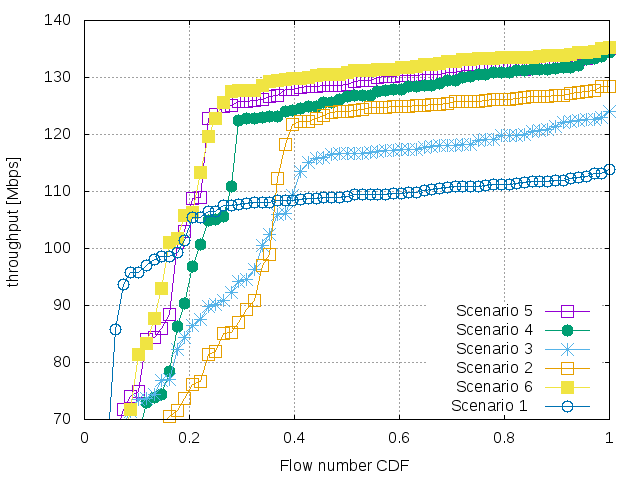 140
130
120
110
100
90
80
70
throughput [Mbps]
Scenario 5
Scenario 4
Scenario 3
Scenario 2
Scenario 6
Scenario 1
0 0.2 0.4 0.6 0.8 1
Flow number CDF